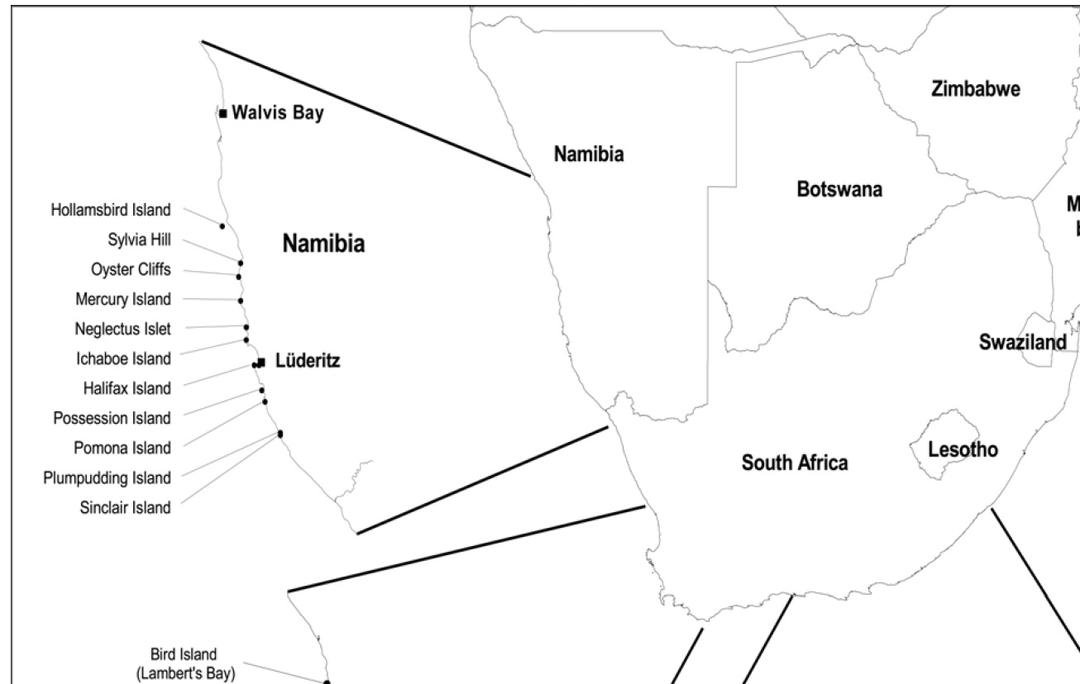 Walvis Bay
Hollamsbird Island
Sylvia Hill
Oyster Cliffs
Mercury Island
Neglectus Islet
Ichaboe Island
Halifax Island
Possession Island
Pomona Island
Plumpudding Island
Sinclair Island
Namibia
Lüderitz
Bird Island
(Lambert's Bay)
Namibia
Botswana
Zimbabwe
M
b
Swaziland
South Africa
Lesotho